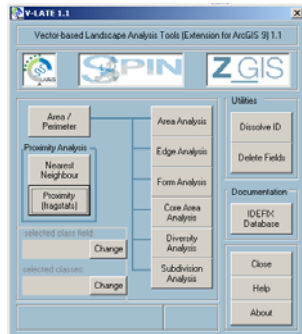 V-LATE 1.1
Vector-based Landscape Analysis Tools (Extension for ArcGIS 9) 1.1
SPIN
Z GIS
Area /
Perimeter
Proximity Analysis
Nearest
Neighbour
Proximity
(fragstats)
selected class field:
Change
selected classes:
Change
Area Analysis
Edge Analysis
Form Analysis
Core Area
Analysis
Diversity
Analysis
Subdivision
Analysis
Utilities
Dissolve ID
Delete Fields
Documentation
IDEFIX
Database
Close
Help
About